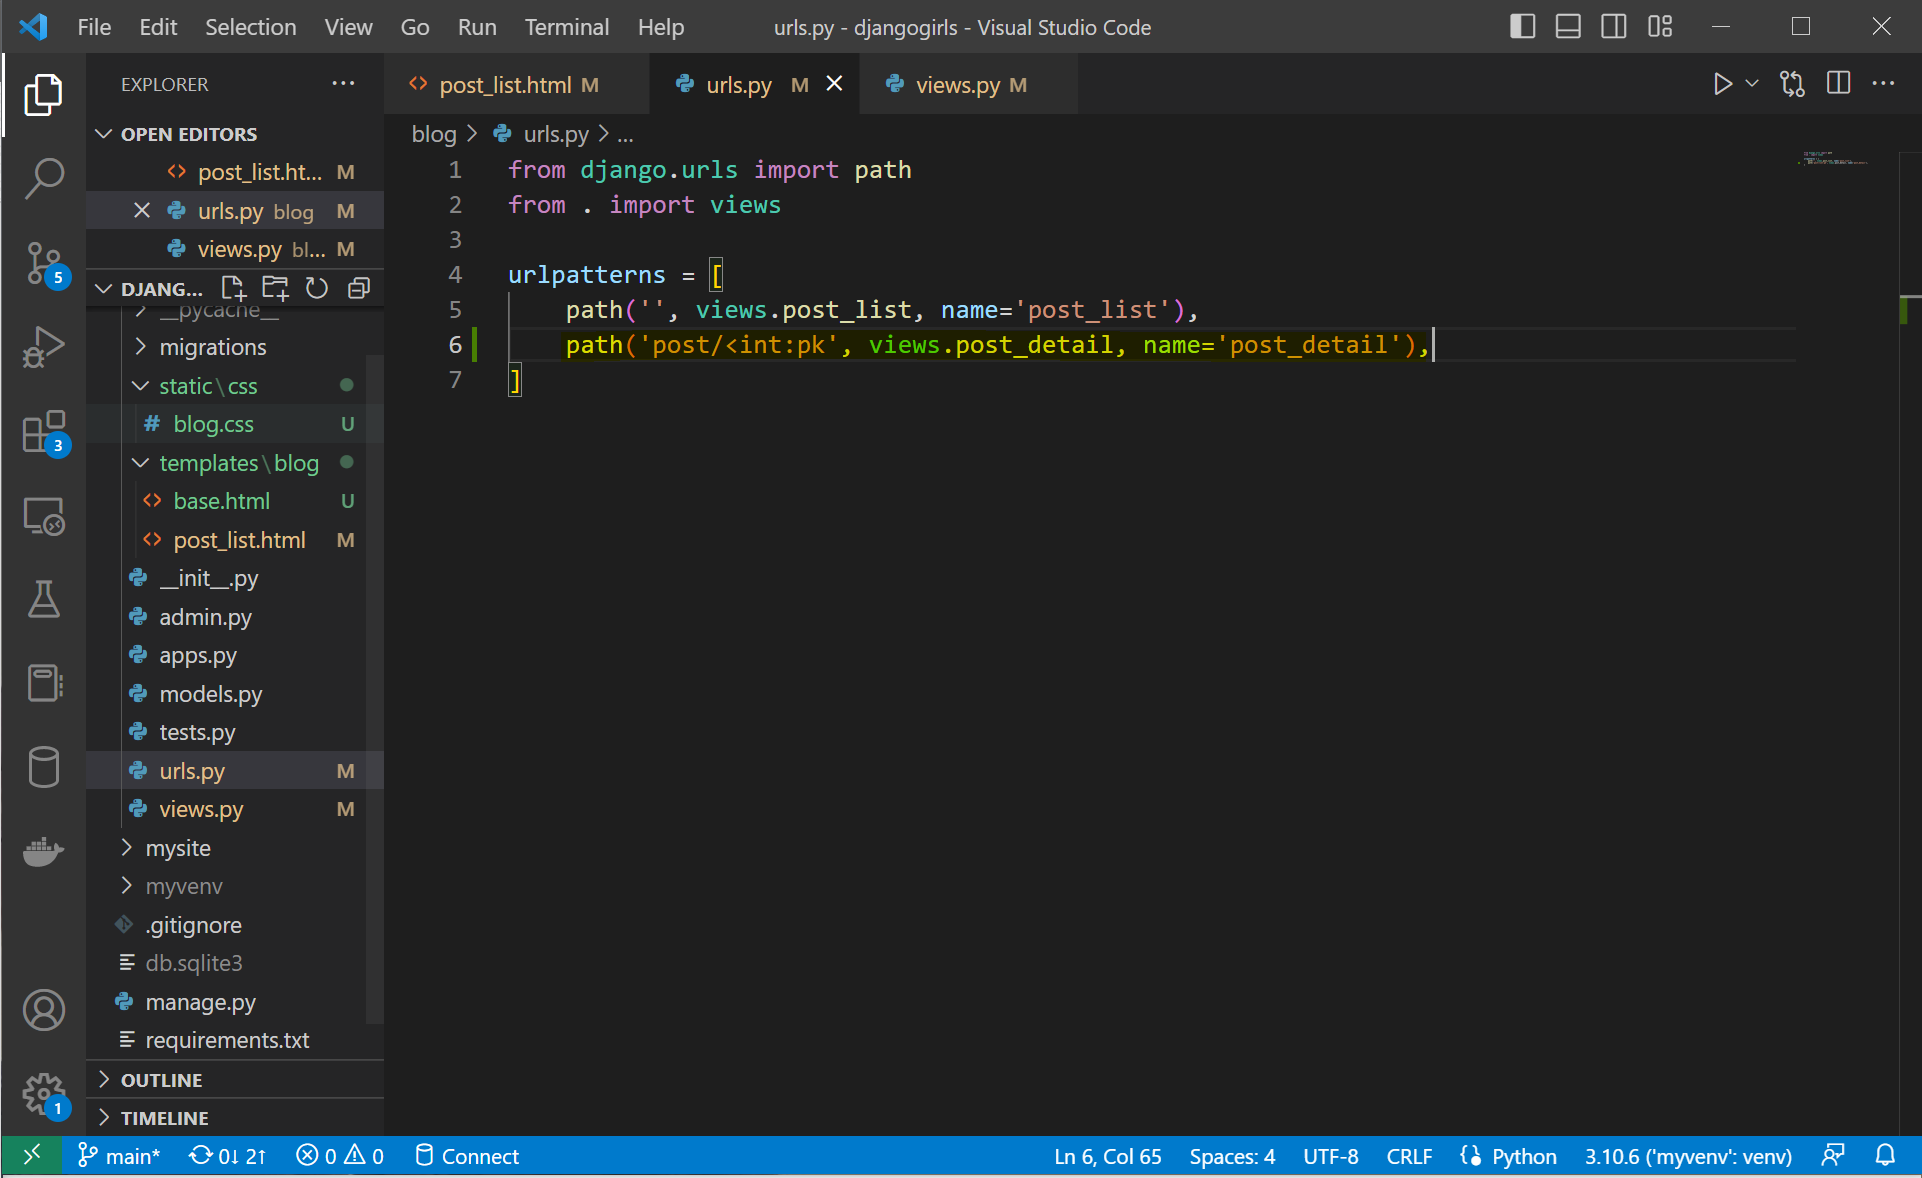 File Edit Selection View Go Run Terminal Help urls.py - djangogirls - Visual Studio Code
EXPLORER
post_list.html M urls.py M views.py M
OPEN EDITORS
post_list.ht... M
urls.py blog M
views.py bl... M
DJANG...
__pycache__
migrations
static\css
# blog.css U
templates\blog
base.html U
post_list.html M
__init__.py
admin.py
apps.py
models.py
tests.py
urls.py M
views.py M
mysite
myvenv
.gitignore
db.sqlite3
manage.py
requirements.txt
OUTLINE
TIMELINE
5
3
1
blog > urls.py > ...
1 from django.urls import path
2 from . import views
3
4 urlpatterns = [
5     path('', views.post_list, name='post_list'),
6     path('post/<int:pk', views.post_detail, name='post_detail'),
7 ]
main* 0↓ 2↑ 0 0 Connect Ln 6, Col 65 Spaces: 4 UTF-8 CRLF Python 3.10.6 ('myvenv': venv)